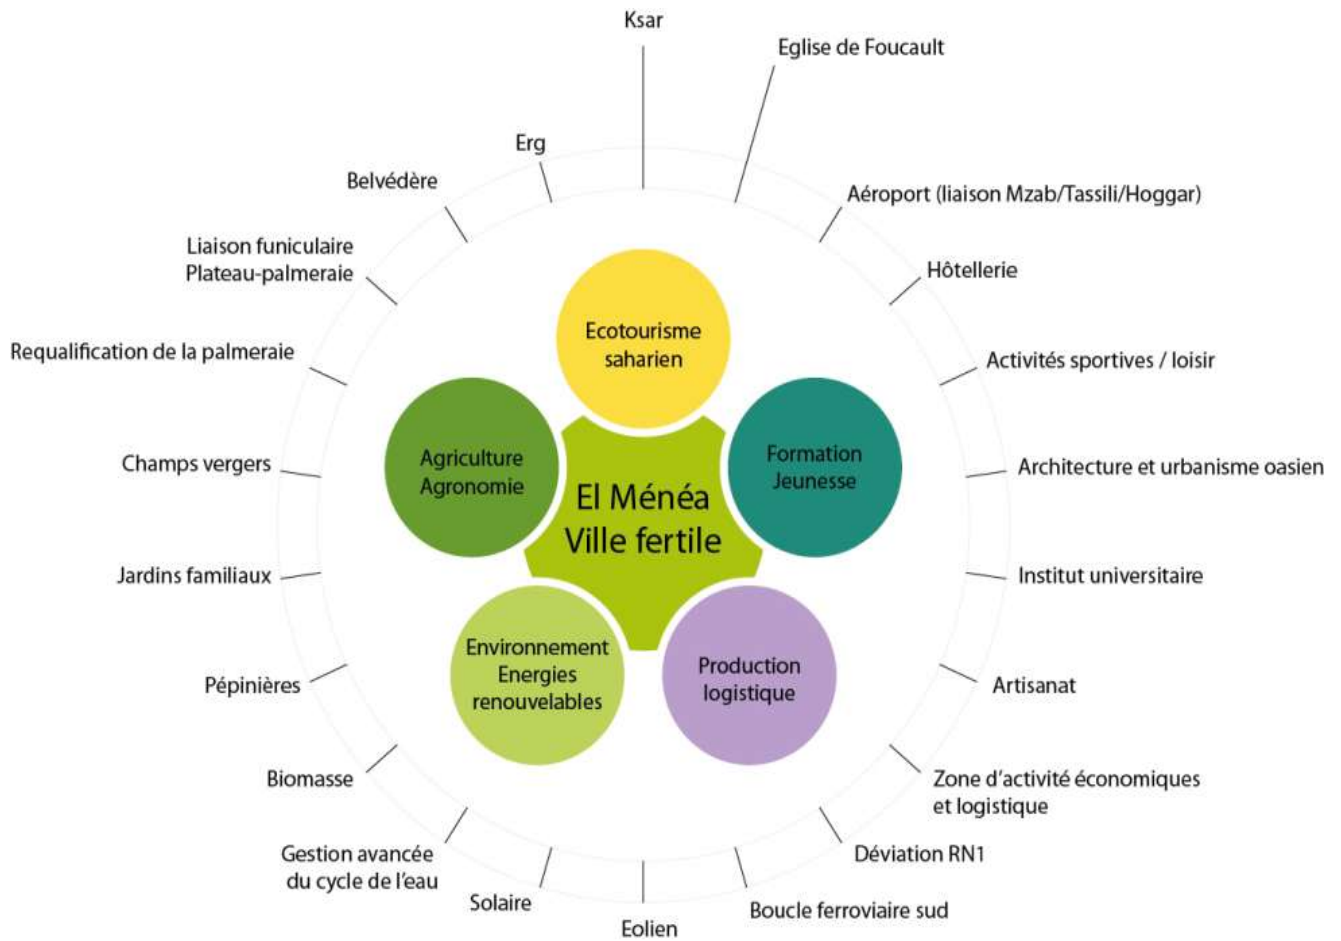 Ksar
Eglise de Foucault
Erg
Belvédère
Aéroport (liaison Mzab/Tassili/Hoggar)
Liaison funiculaire
Plateau-palmeraie
Hôtellerie
Requalification de la palmeraie
Activités sportives / loisir
Ecotourisme
saharien
Champs vergers
Agriculture
Agronomie
Formation
Jeunesse
Architecture et urbanisme oasien
El Ménéa
Ville fertile
Jardins familiaux
Institut universitaire
Environnement
Energies
renouvelables
Production
logistique
Pépinières
Artisanat
Biomasse
Zone d'activité économiques
et logistique
Gestion avancée
du cycle de l'eau
Déviation RN1
Solaire
Boucle ferroviaire sud
Eolien